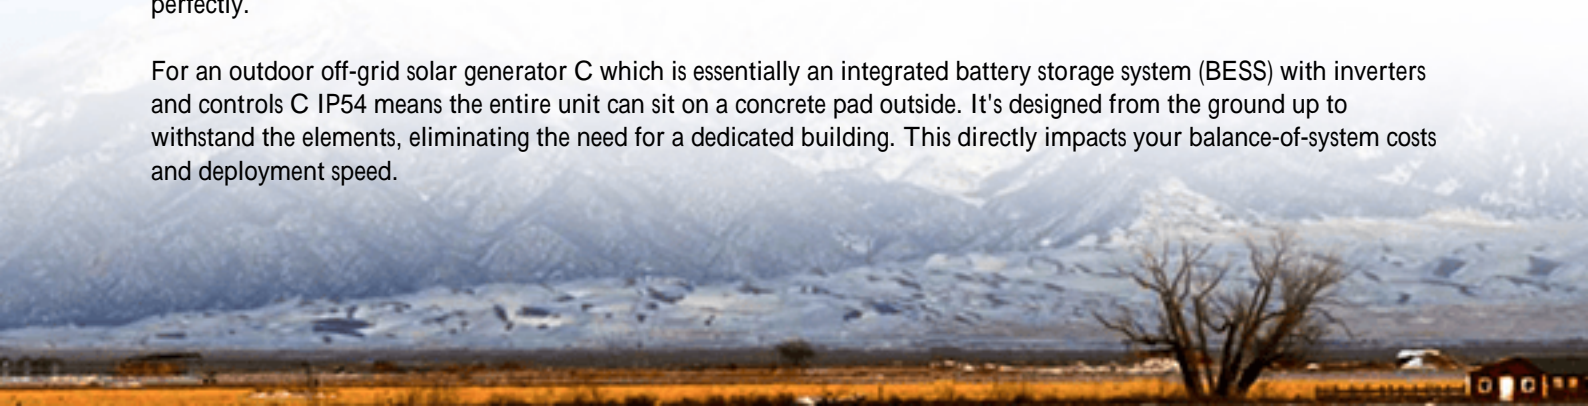 perfectly.
For an outdoor off-grid solar generator C which is essentially an integrated battery storage system (BESS) with inverters
and controls C IP54 means the entire unit can sit on a concrete pad outside. It's designed from the ground up to
withstand the elements, eliminating the need for a dedicated building. This directly impacts your balance-of-system costs
and deployment speed.